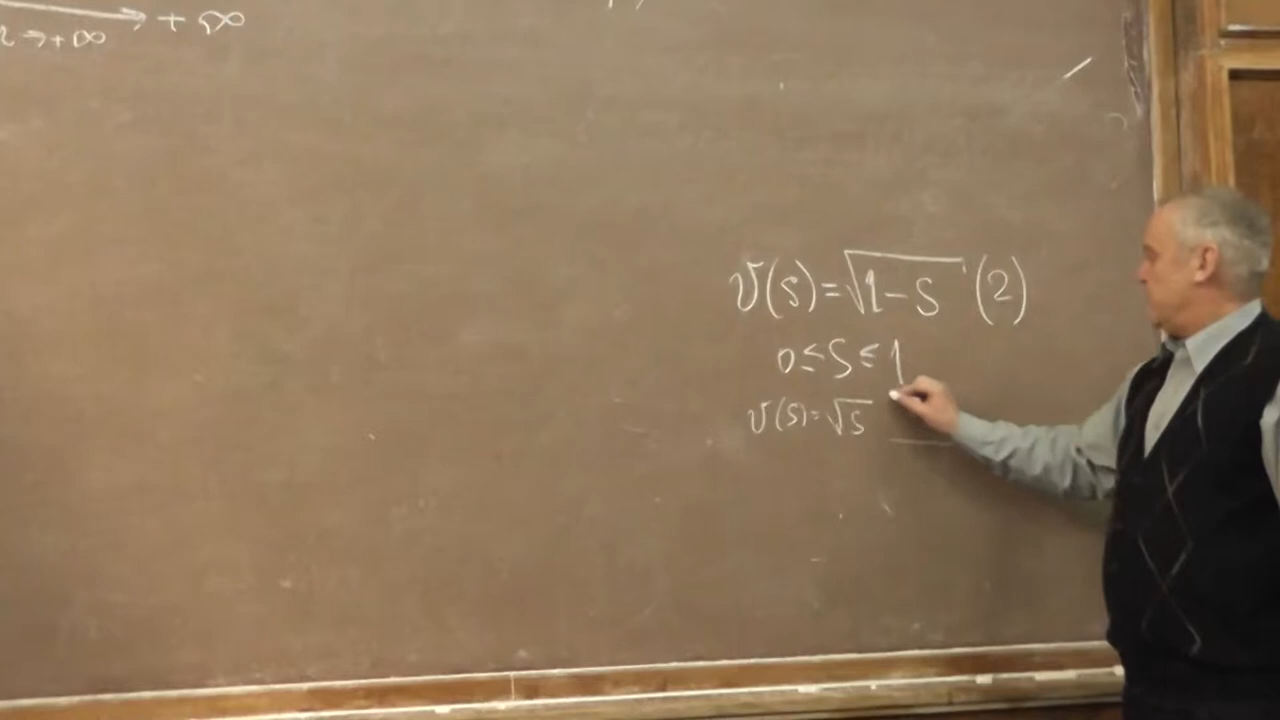 → + ∞
n → +∞
v(s) = √(1 − s) (2)
0 ≤ s ≤ 1
v(s) = √s